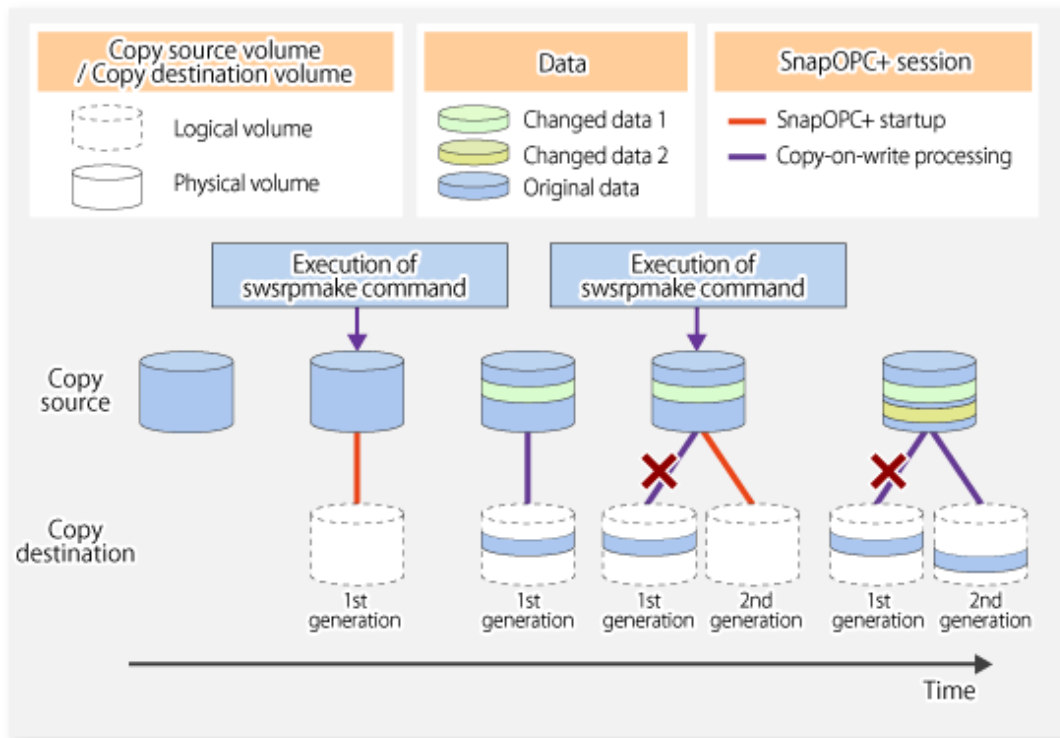 Copy source volume
/ Copy destination volume
Logical volume
Physical volume
Data
Changed data 1
Changed data 2
Original data
SnapOPC+ session
SnapOPC+ startup
Copy-on-write processing
Execution of
swsrpmake command
Execution of
swsrpmake command
Copy
source
Copy
destination
1st
generation
1st
generation
1st
generation
2nd
generation
1st
generation
2nd
generation
Time